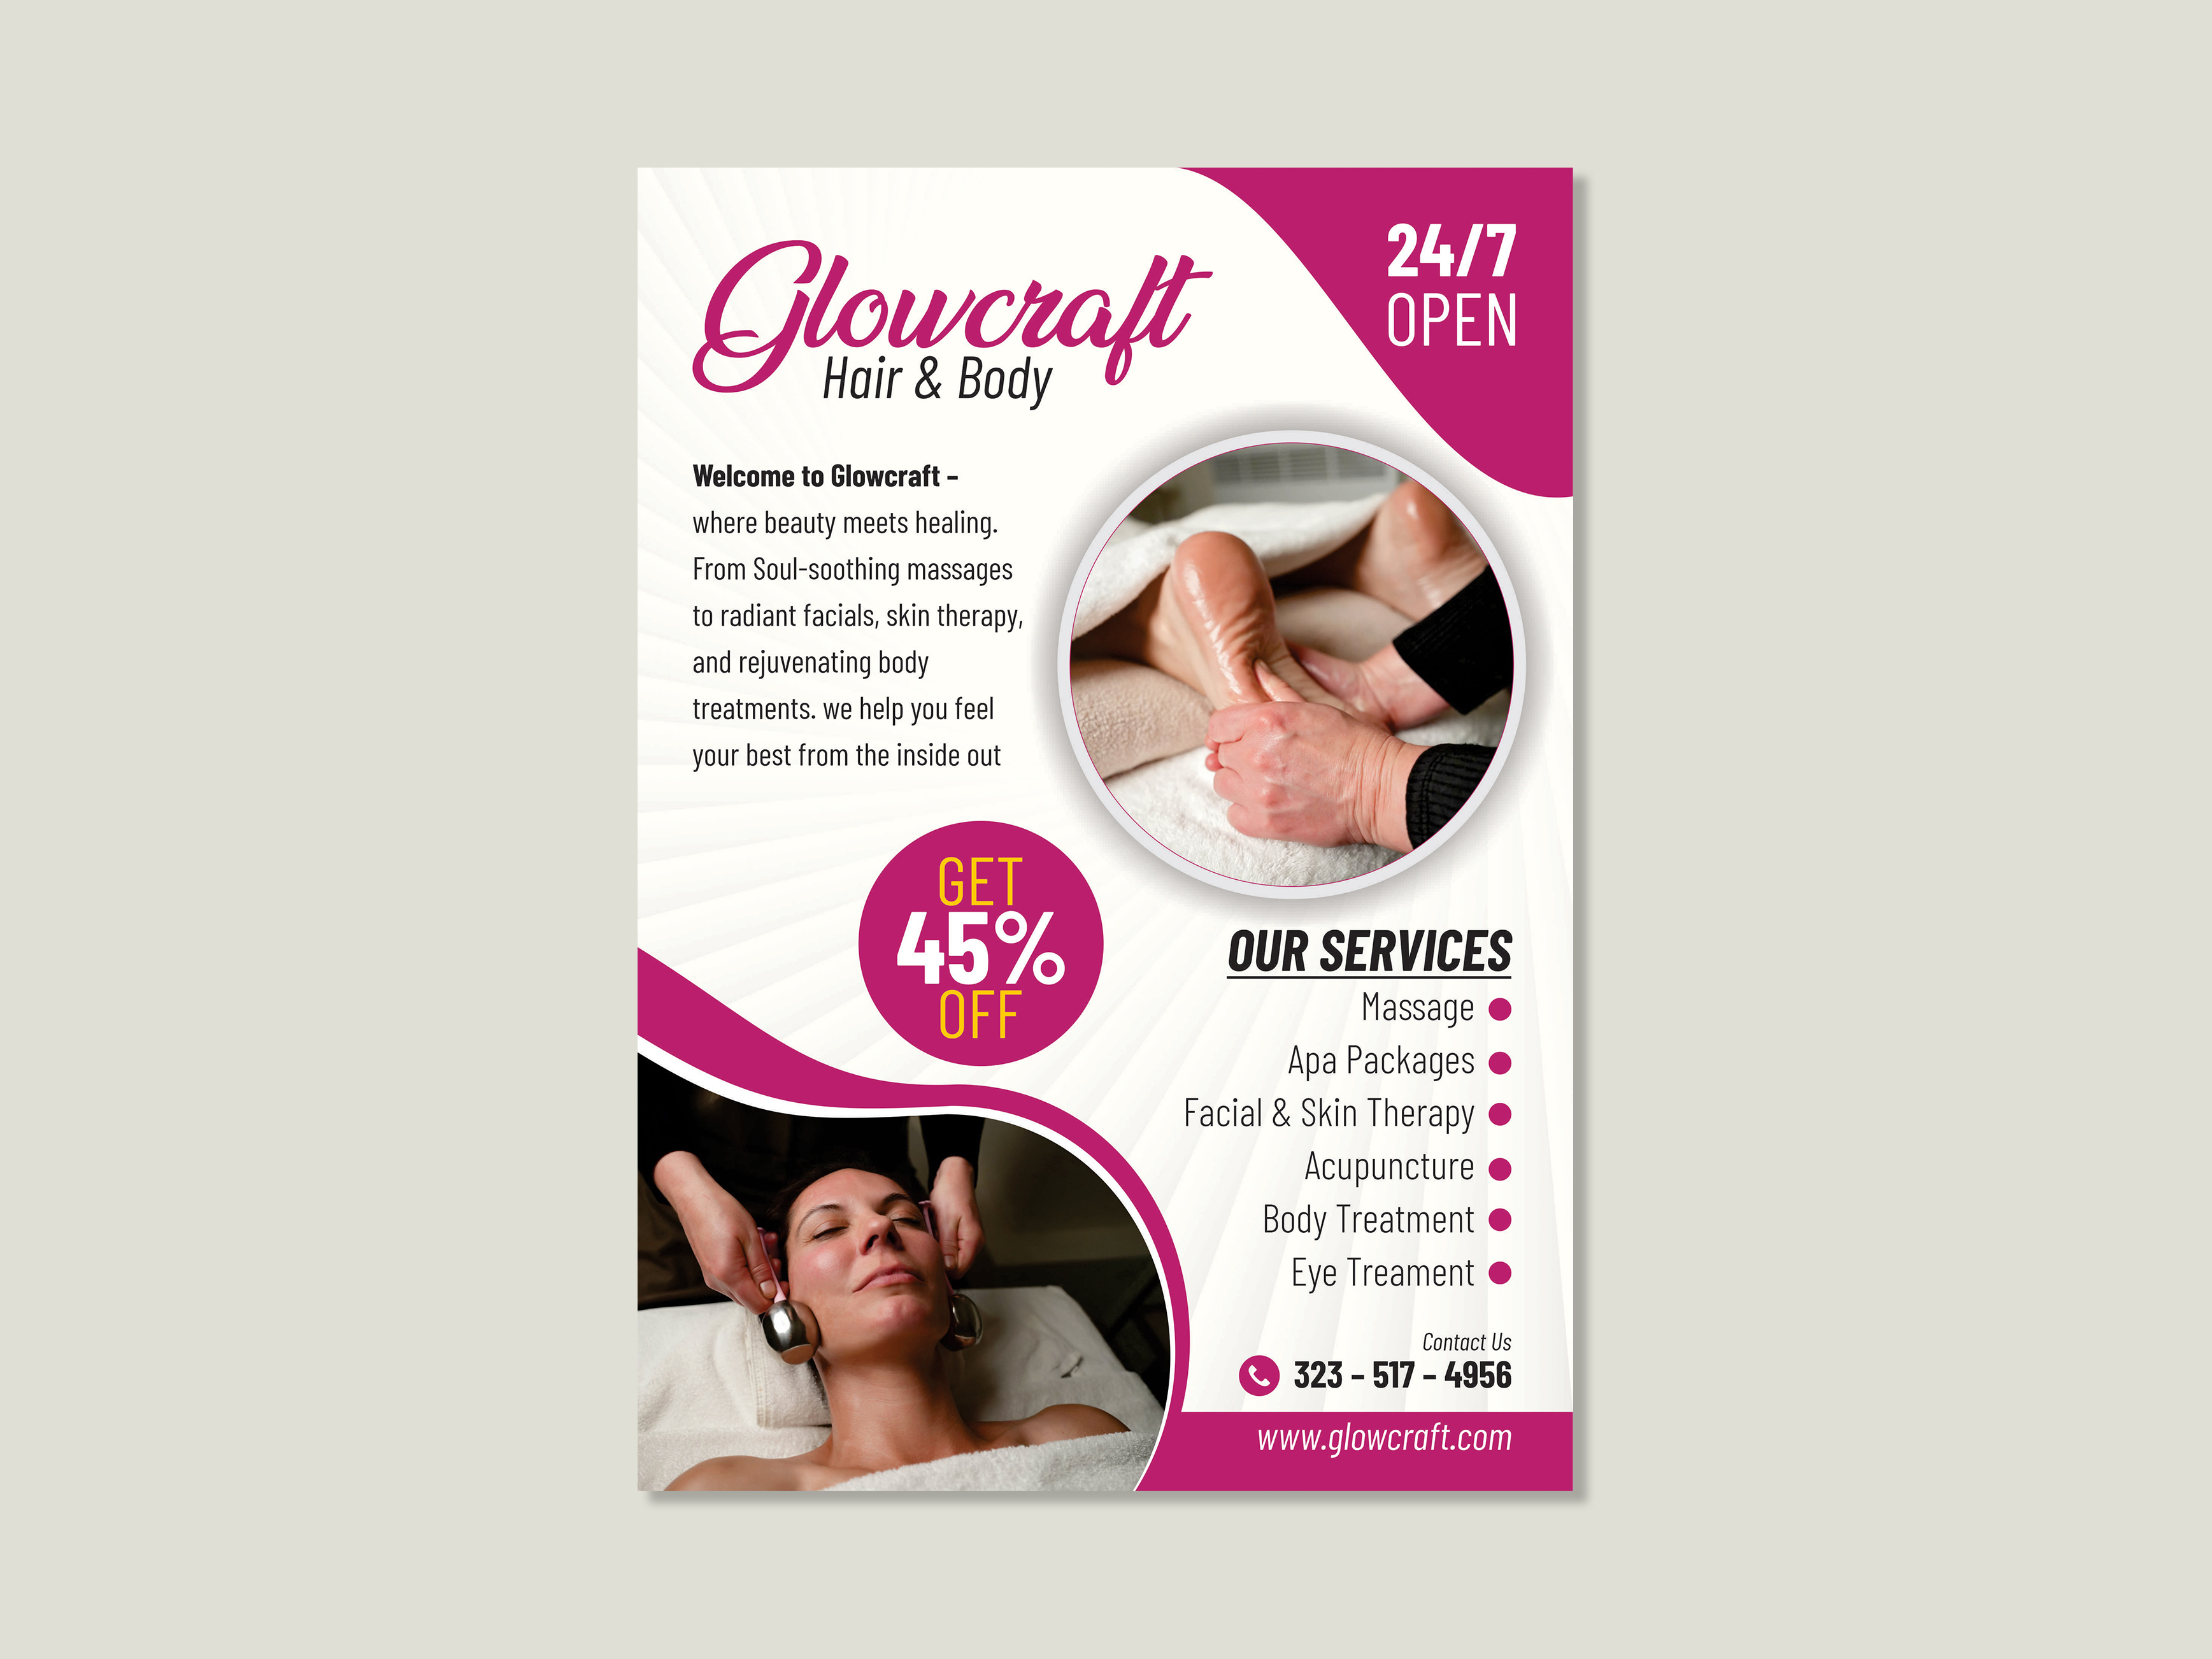 24/7
OPEN
Glowcraft
Hair & Body
Welcome to Glowcraft –
where beauty meets healing.
From Soul-soothing massages
to radiant facials, skin therapy,
and rejuvenating body
treatments. we help you feel
your best from the inside out
GET
45%
OFF
OUR SERVICES
Massage
Apa Packages
Facial & Skin Therapy
Acupuncture
Body Treatment
Eye Treament
Contact Us
323 – 517 – 4956
www.glowcraft.com